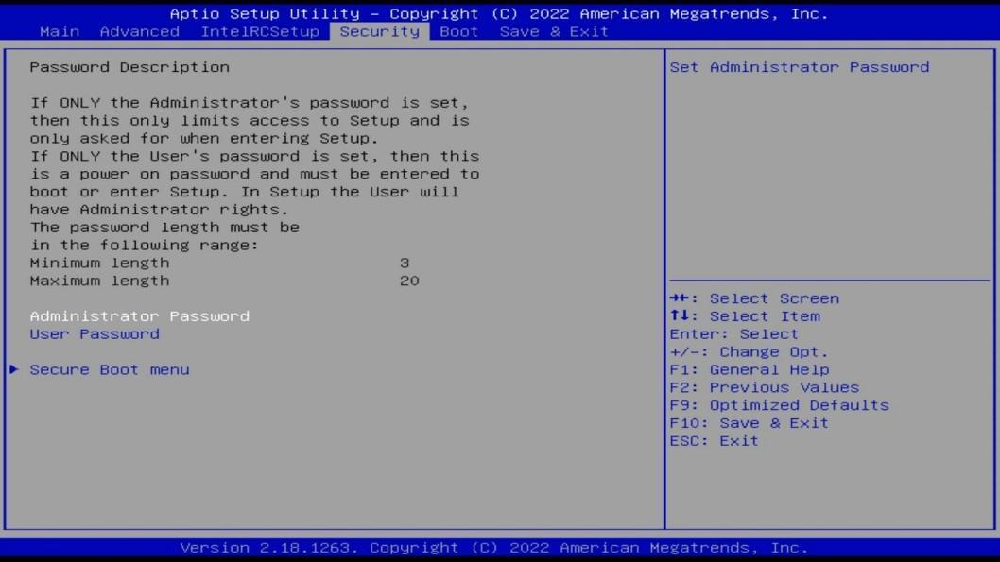 Aptio Setup Utility – Copyright (C) 2022 American Megatrends, Inc.
Main Advanced IntelRCSetup Security Boot Save & Exit
Password Description
If ONLY the Administrator's password is set,
then this only limits access to Setup and is
only asked for when entering Setup.
If ONLY the User's password is set, then this
is a power on password and must be entered to
boot or enter Setup. In Setup the User will
have Administrator rights.
The password length must be
in the following range:
Minimum length 3
Maximum length 20
Administrator Password
User Password
▶ Secure Boot menu
Set Administrator Password
→←: Select Screen
↑↓: Select Item
Enter: Select
+/-: Change Opt.
F1: General Help
F2: Previous Values
F9: Optimized Defaults
F10: Save & Exit
ESC: Exit
Version 2.18.1263. Copyright (C) 2022 American Megatrends, Inc.